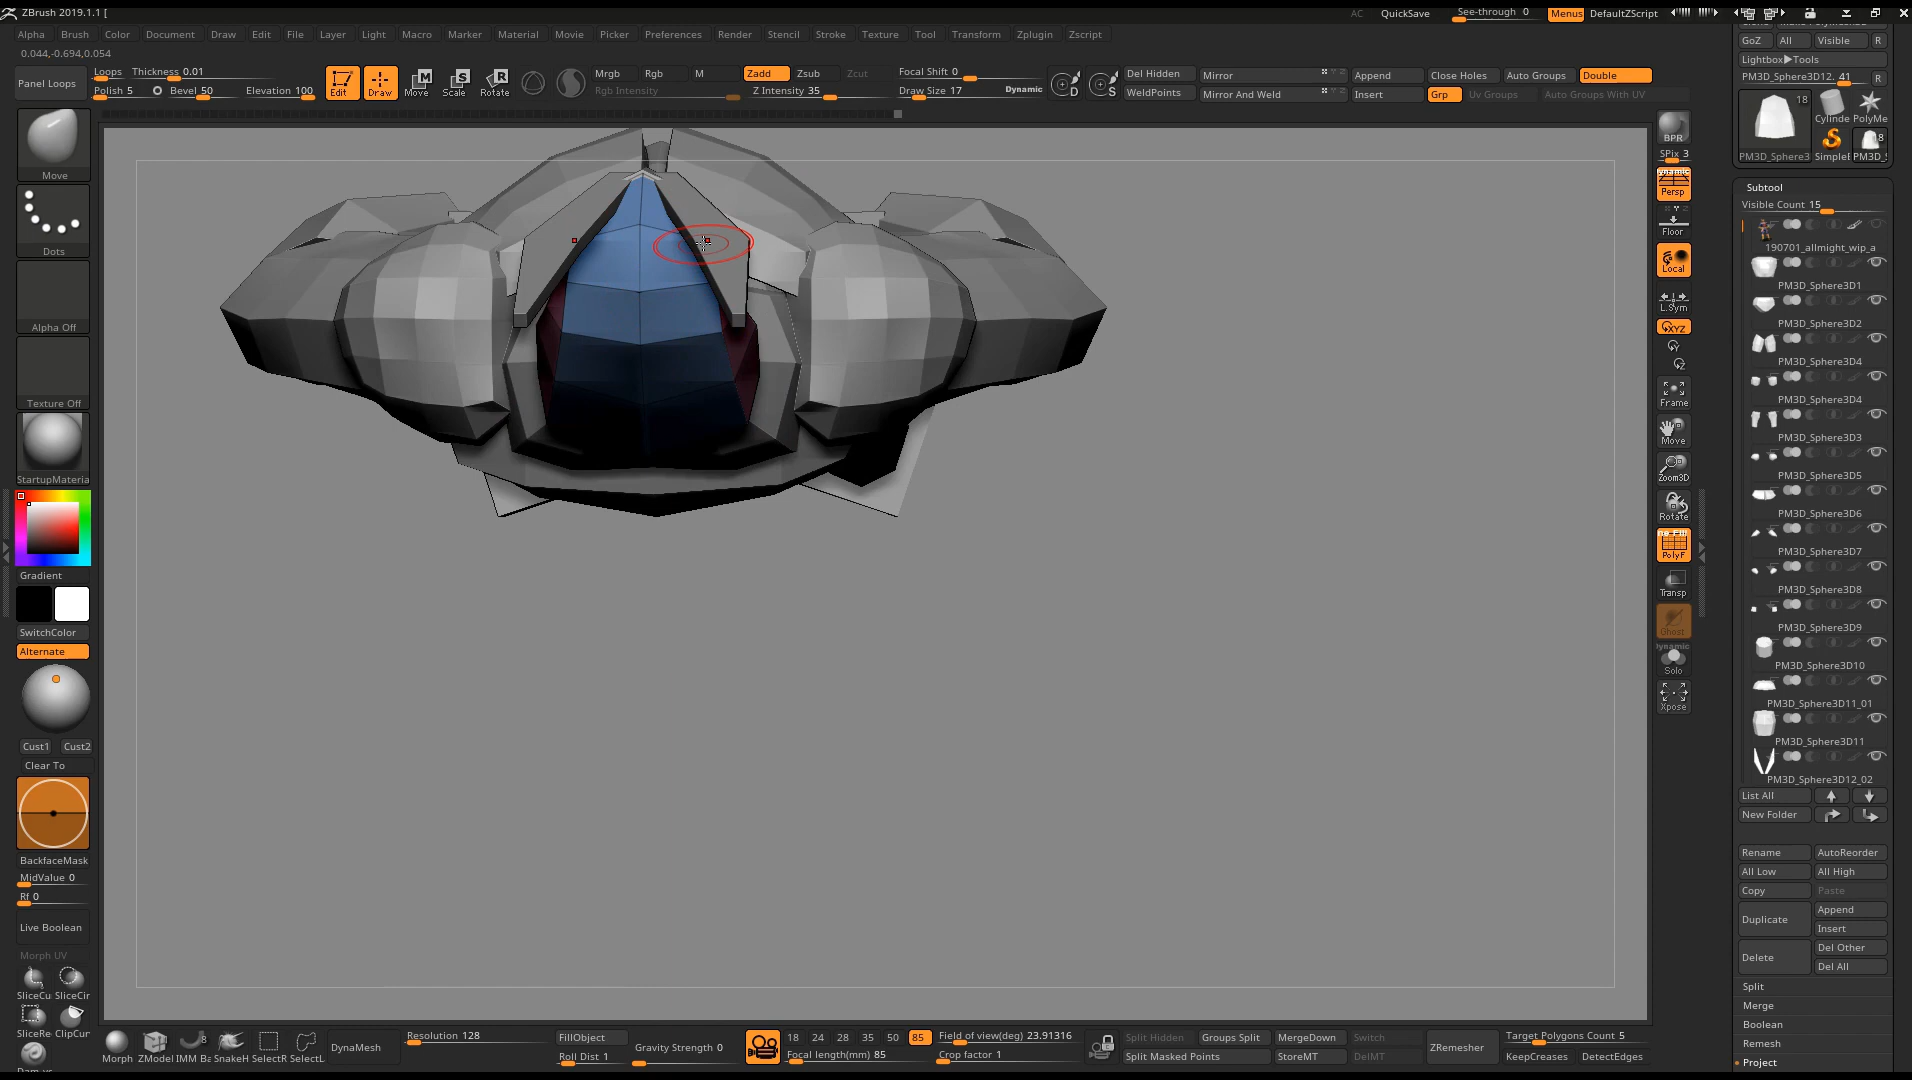 ZBrush 2019.1.1 [
AC QuickSave See-through 0 Menus DefaultZScript
Alpha Brush Color Document Draw Edit File Layer Light Macro Marker Material Movie Picker Preferences Render Stencil Stroke Texture Tool Transform Zplugin Zscript
0.044,-0.694,0.054
Panel Loops
Loops Thickness 0.01
Polish 5 Bevel 50 Elevation 100
Edit Draw Move Scale Rotate
Mrgb Rgb M Zadd Zsub Zcut
Rgb Intensity Z Intensity 35
Focal Shift 0
Draw Size 17 Dynamic
D S
Del Hidden Mirror Append Close Holes Auto Groups Double
WeldPoints Mirror And Weld Insert Grp Uv Groups Auto Groups With UV
Move
Dots
Alpha Off
Texture Off
StartupMateria
Gradient
SwitchColor
Alternate
Cust1 Cust2
Clear To
BackfaceMask
MidValue 0
Rf 0
Live Boolean
Morph UV
SliceCu SliceCir
SliceRe ClipCur
BPR
SPix 3
Dynamic
Persp
Floor
Local
L.Sym
XYZ
Frame
Move
Zoom3D
Rotate
PolyF
Transp
Ghost
Dynamic
Solo
Xpose
GoZ All Visible R
Lightbox▶Tools
PM3D_Sphere3D12. 41 R
18
Cylinde PolyMe
PM3D_Sphere3 SimpleE PM3D_S
Subtool
Visible Count 15
190701_allmight_wip_a
PM3D_Sphere3D1
PM3D_Sphere3D2
PM3D_Sphere3D4
PM3D_Sphere3D4
PM3D_Sphere3D3
PM3D_Sphere3D5
PM3D_Sphere3D6
PM3D_Sphere3D7
PM3D_Sphere3D8
PM3D_Sphere3D9
PM3D_Sphere3D10
PM3D_Sphere3D11_01
PM3D_Sphere3D11
PM3D_Sphere3D12_02
List All
New Folder
Rename AutoReorder
All Low All High
Copy Paste
Duplicate Append
Insert
Delete Del Other
Del All
Split
Merge
Boolean
Remesh
Project
Morph ZModel IMM Ba SnakeH SelectR SelectL
8
DynaMesh
Resolution 128
FillObject
Roll Dist 1
Gravity Strength 0
18 24 28 35 50 85 Field of view(deg) 23.91316
Focal length(mm) 85 Crop factor 1
Split Hidden Groups Split MergeDown Switch
Split Masked Points StoreMT DelMT
ZRemesher
Target Polygons Count 5
KeepCreases DetectEdges